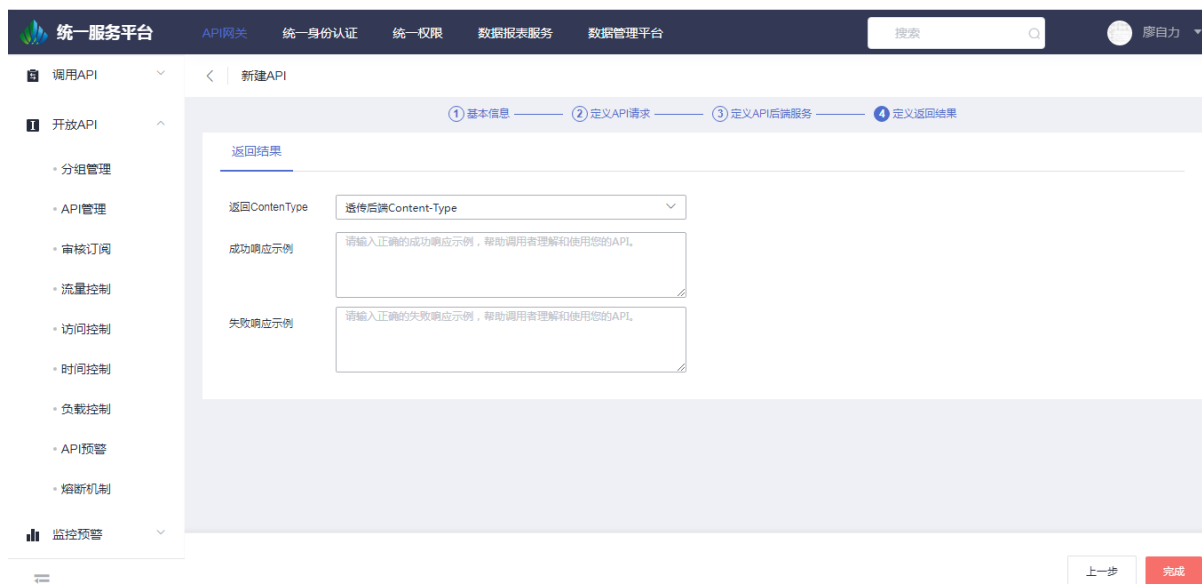 统一服务平台 API网关 统一身份认证 统一权限 数据报表服务 数据管理平台 搜索 廖自力
调用API
开放API
分组管理
API管理
审核订阅
流量控制
访问控制
时间控制
负载控制
API预警
熔断机制
监控预警
新建API
1 基本信息 2 定义API请求 3 定义API后端服务 4 定义返回结果
返回结果
返回ContenType 透传后端Content-Type
成功响应示例 请输入正确的成功响应示例，帮助调用者理解和使用您的API。
失败响应示例 请输入正确的失败响应示例，帮助调用者理解和使用您的API。
上一步 完成